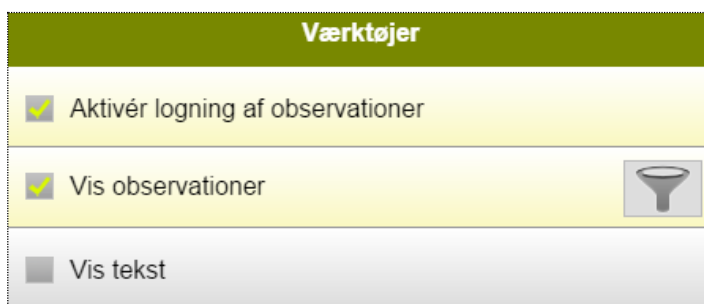 Værktøjer
Aktivér logning af observationer
Vis observationer
Vis tekst